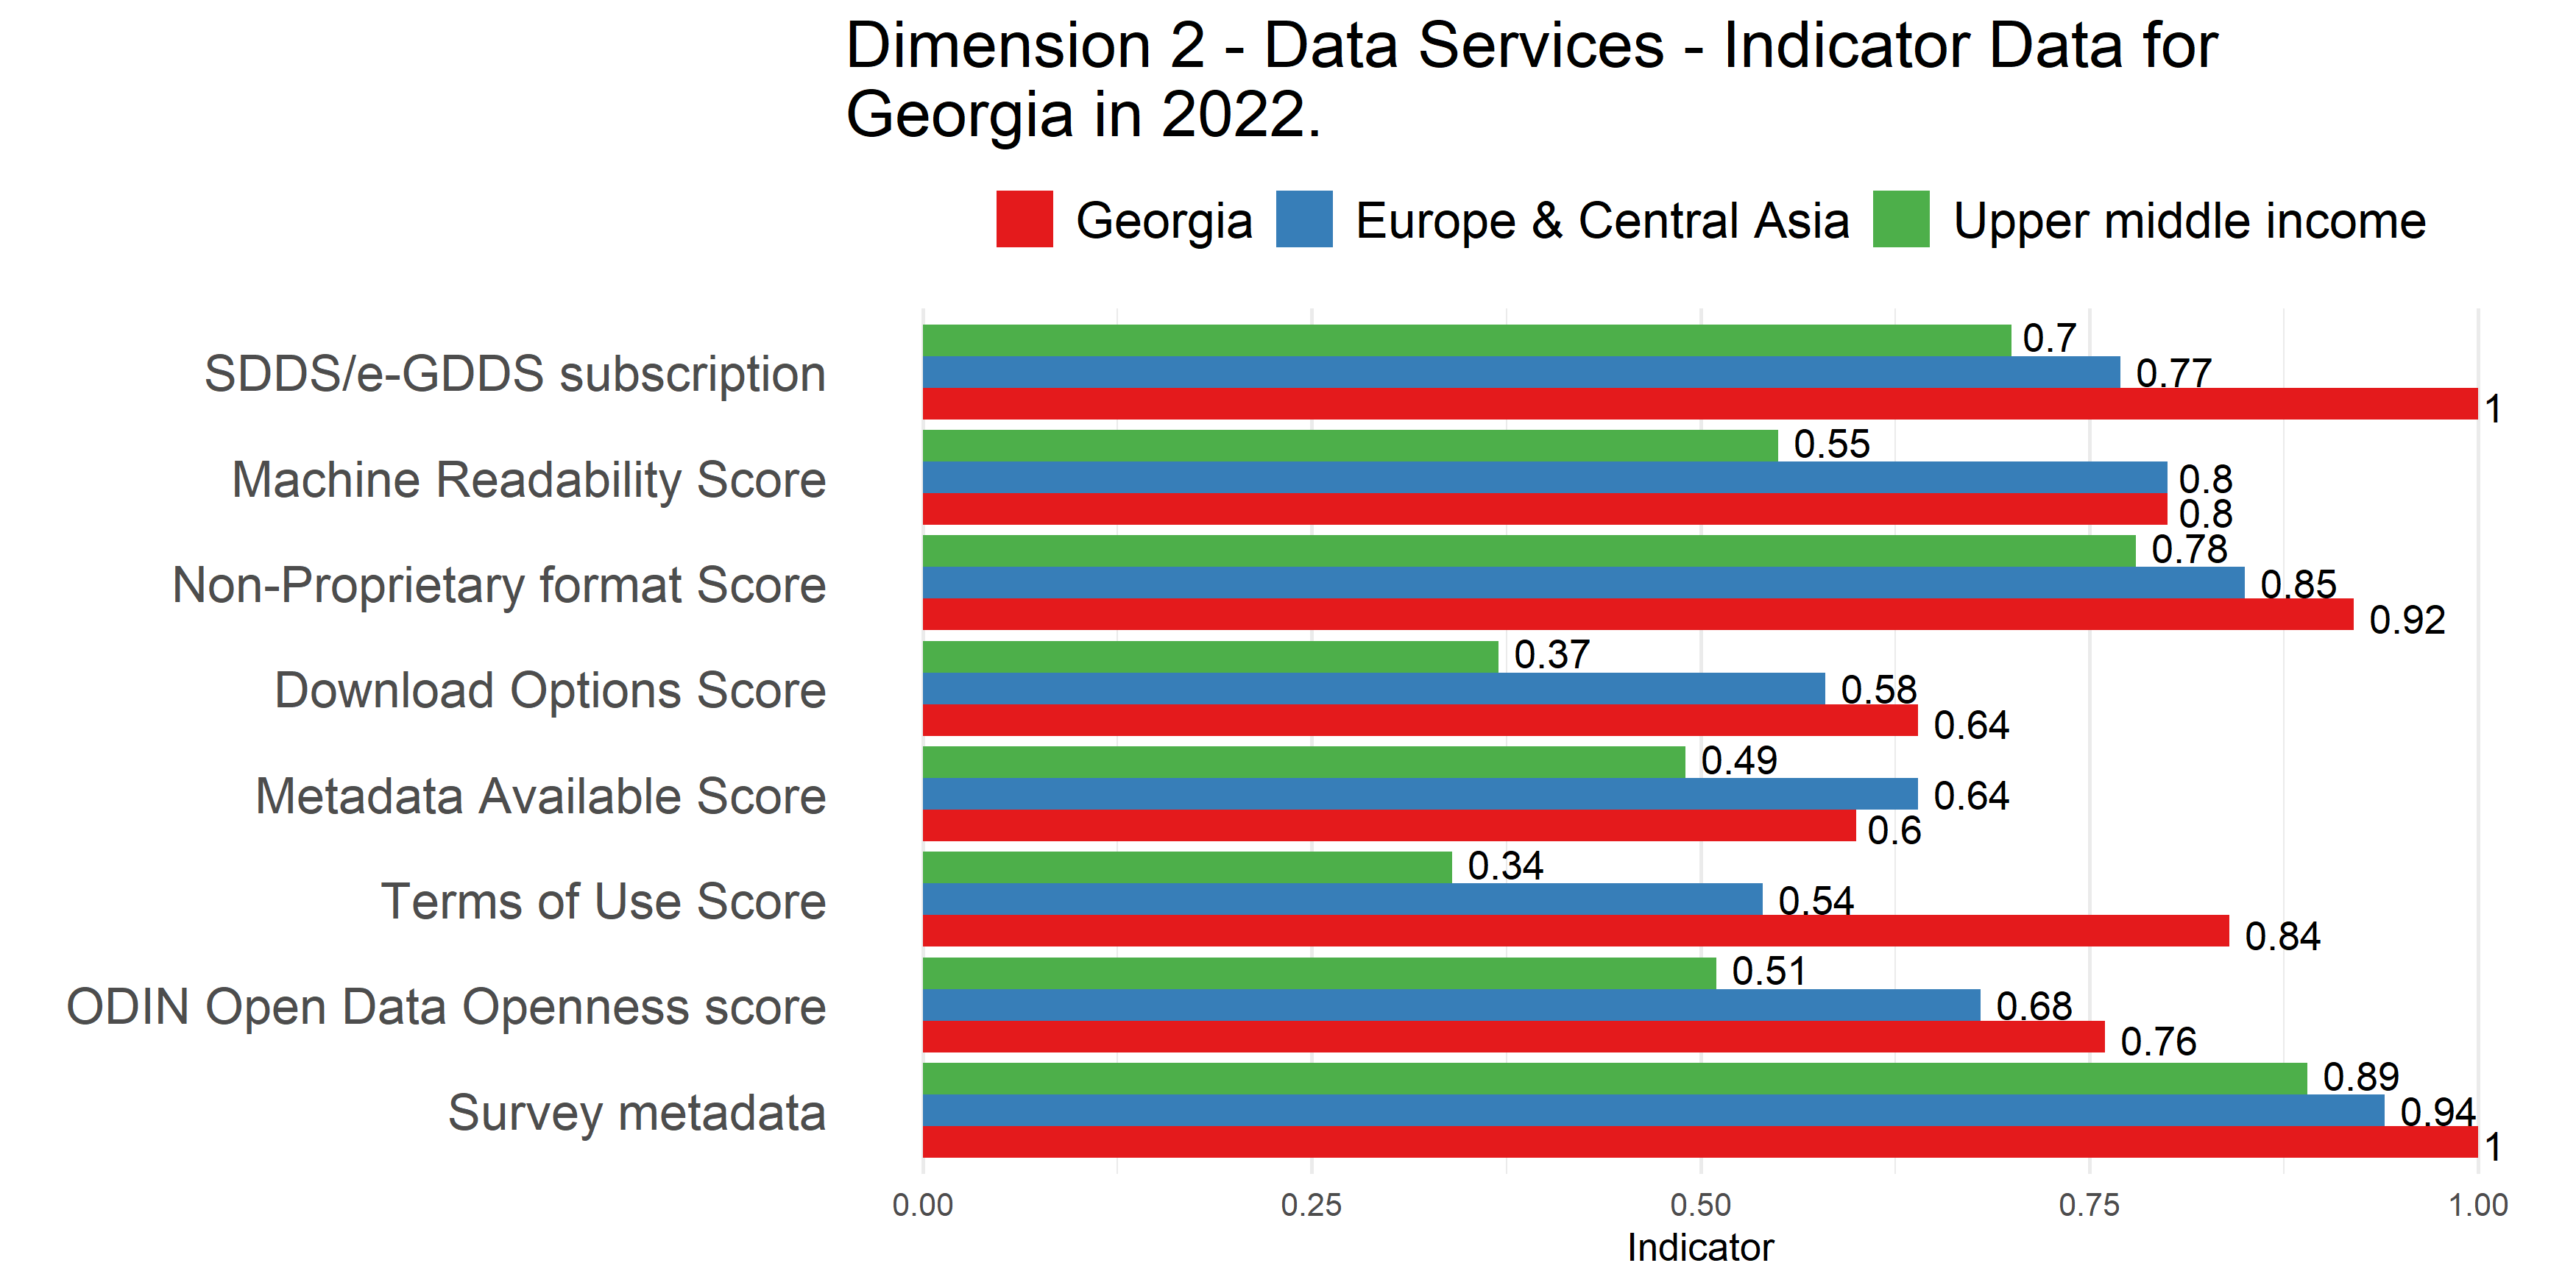 Dimension 2 - Data Services - Indicator Data for
Georgia in 2022.
Georgia
Europe & Central Asia
Upper middle income
SDDS/e-GDDS subscription
0.7
0.77
1
Machine Readability Score
0.55
0.8
0.8
Non-Proprietary format Score
0.78
0.85
0.92
Download Options Score
0.37
0.58
0.64
Metadata Available Score
0.49
0.64
0.6
Terms of Use Score
0.34
0.54
0.84
ODIN Open Data Openness score
0.51
0.68
0.76
Survey metadata
0.89
0.94
1
0.00
0.25
0.50
0.75
1.00
Indicator